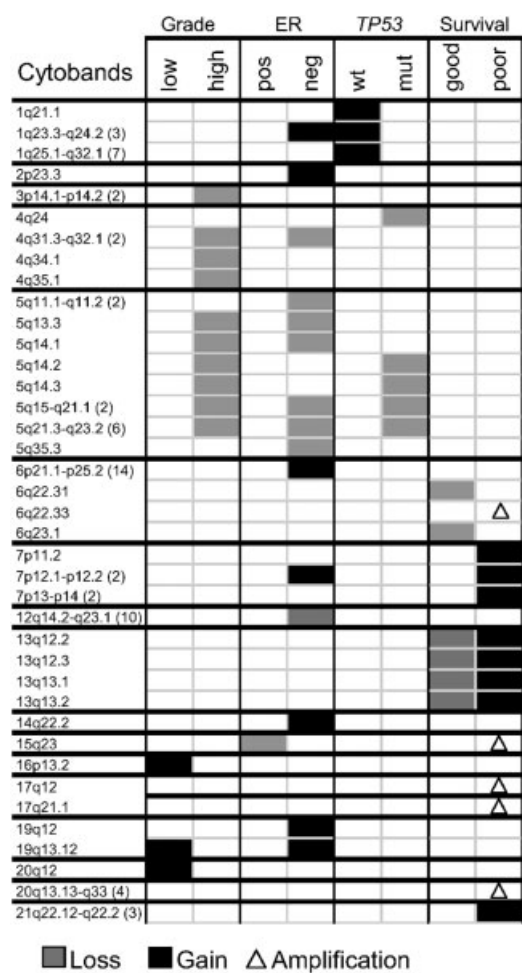 Grade ER TP53 Survival
Cytobands low high pos neg wt mut good poor
1q21.1
1q23.3-q24.2 (3)
1q25.1-q32.1 (7)
2p23.3
3p14.1-p14.2 (2)
4q24
4q31.3-q32.1 (2)
4q34.1
4q35.1
5q11.1-q11.2 (2)
5q13.3
5q14.1
5q14.2
5q14.3
5q15-q21.1 (2)
5q21.3-q23.2 (6)
5q35.3
6p21.1-p25.2 (14)
6q22.31
6q22.33
6q23.1
7p11.2
7p12.1-p12.2 (2)
7p13-p14 (2)
12q14.2-q23.1 (10)
13q12.2
13q12.3
13q13.1
13q13.2
14q22.2
15q23
16p13.2
17q12
17q21.1
19q12
19q13.12
20q12
20q13.13-q33 (4)
21q22.12-q22.2 (3)
Loss Gain Amplification